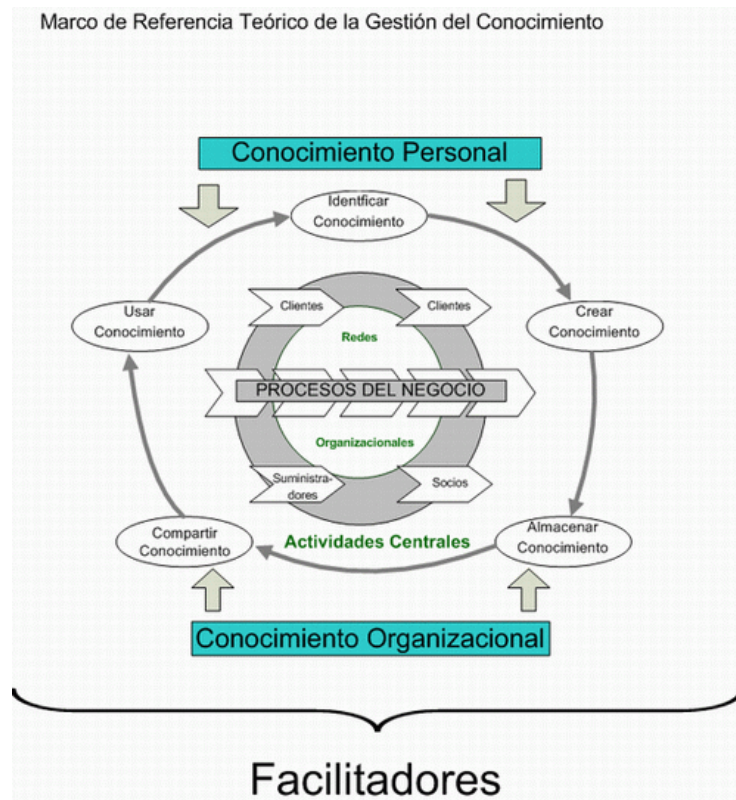 Marco de Referencia Teórico de la Gestión del Conocimiento
Conocimiento Personal
Identficar
Conocimiento
Usar
Conocimiento
Crear
Conocimiento
Clientes
Clientes
Redes
PROCESOS DEL NEGOCIO
Organizacionales
Suministra-
dores
Socios
Compartir
Conocimiento
Almacenar
Conocimiento
Actividades Centrales
Conocimiento Organizacional
Facilitadores